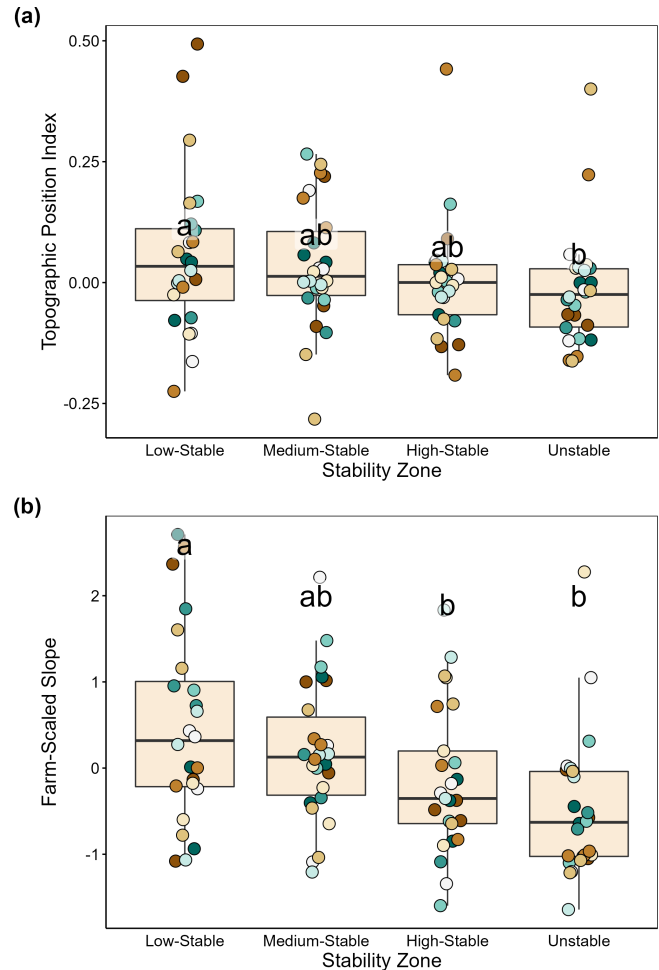 (a)
Topographic Position Index
0.50
0.25
0.00
-0.25
a
ab
ab
b
Low-Stable Medium-Stable High-Stable Unstable
Stability Zone
(b)
Farm-Scaled Slope
2
1
0
-1
a
ab
b
b
Low-Stable Medium-Stable High-Stable Unstable
Stability Zone